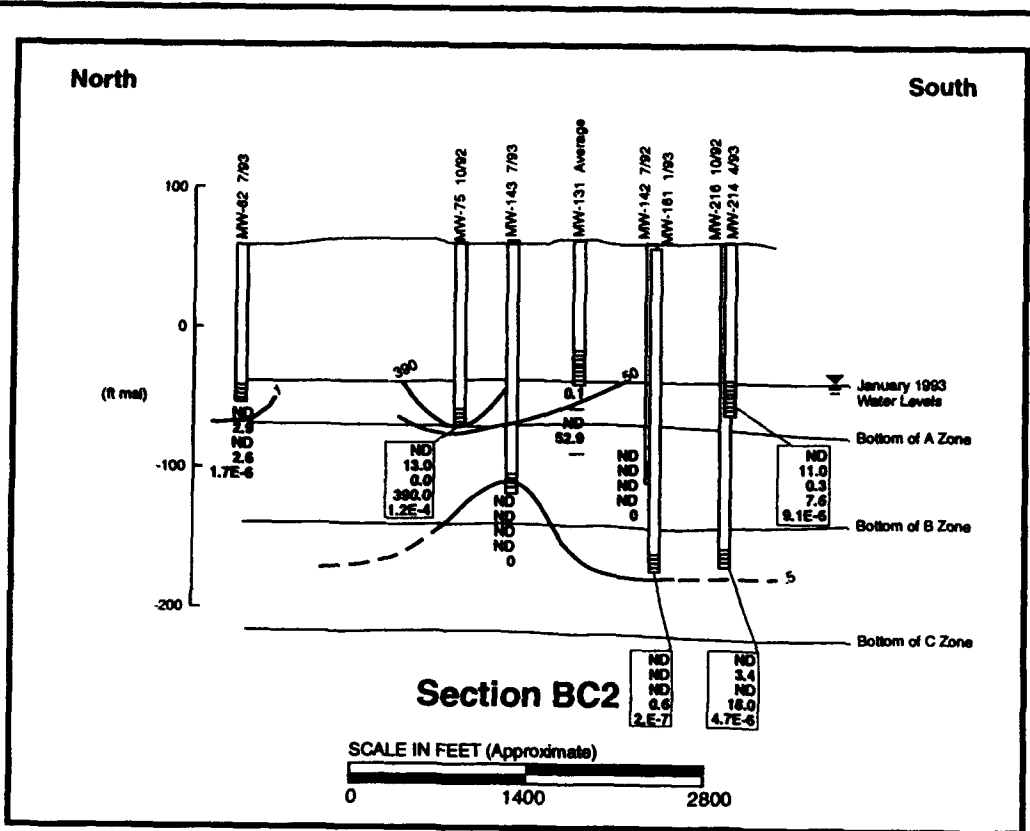 North
South
MW-62 7/93
MW-75 10/92
MW-143 7/93
MW-131 Average
MW-142 7/92
MW-161 1/93
MW-216 10/92
MW-214 4/93
100
0
(ft msl)
-100
-200
390
50
January 1993
Water Levels
Bottom of A Zone
Bottom of B Zone
Bottom of C Zone
ND
2.9
ND
2.6
1.7E-6
ND
13.0
0.0
390.0
1.2E-4
ND
ND
ND
ND
0
0.1
—
ND
52.9
—
ND
ND
ND
ND
0
ND
11.0
0.3
7.6
9.1E-6
.5
ND
ND
ND
0.6
2.E-7
ND
3.4
ND
18.0
4.7E-6
Section BC2
SCALE IN FEET (Approximate)
0 1400 2800